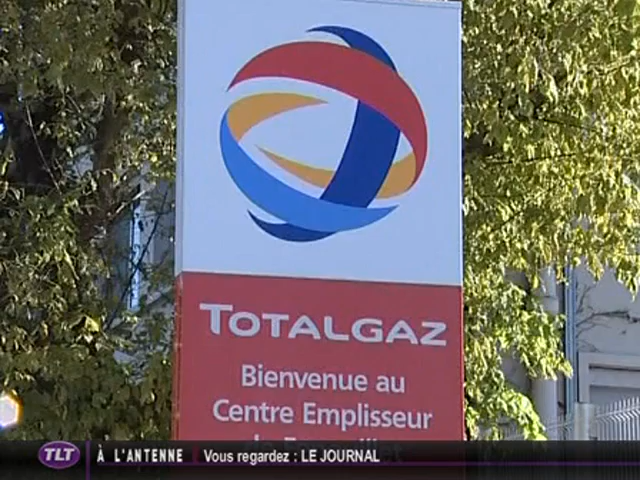 TOTALGAZ
Bienvenue au
Centre Emplisseur
TLT À L'ANTENNE Vous regardez : LE JOURNAL